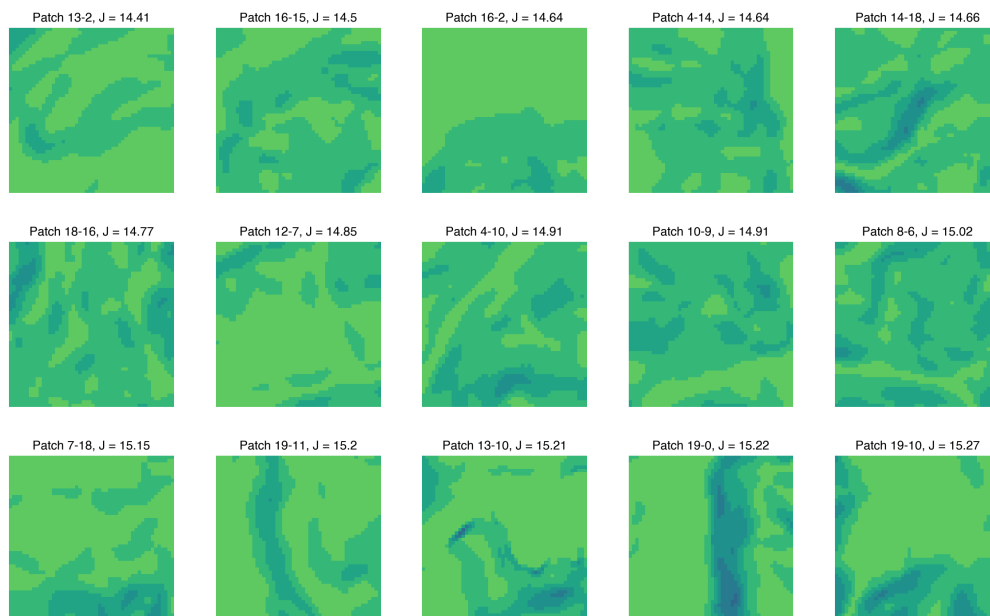 Patch 13-2, J = 14.41
Patch 16-15, J = 14.5
Patch 16-2, J = 14.64
Patch 4-14, J = 14.64
Patch 14-18, J = 14.66
Patch 18-16, J = 14.77
Patch 12-7, J = 14.85
Patch 4-10, J = 14.91
Patch 10-9, J = 14.91
Patch 8-6, J = 15.02
Patch 7-18, J = 15.15
Patch 19-11, J = 15.2
Patch 13-10, J = 15.21
Patch 19-0, J = 15.22
Patch 19-10, J = 15.27